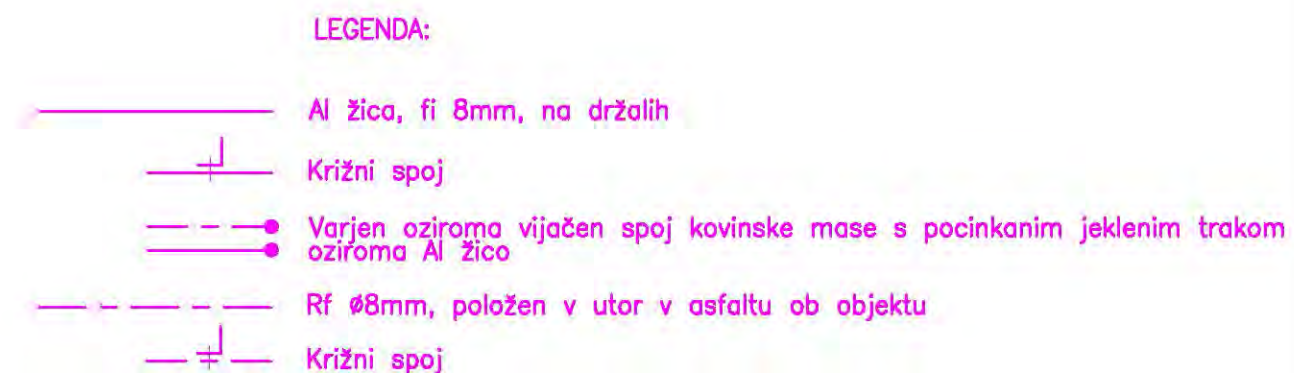 LEGENDA:
Al žica, fi 8mm, na držalih
Križni spoj
Varjen oziroma vijačen spoj kovinske mase s pocinkanim jeklenim trakom
oziroma Al žico
Rf ø8mm, položen v utor v asfaltu ob objektu
Križni spoj